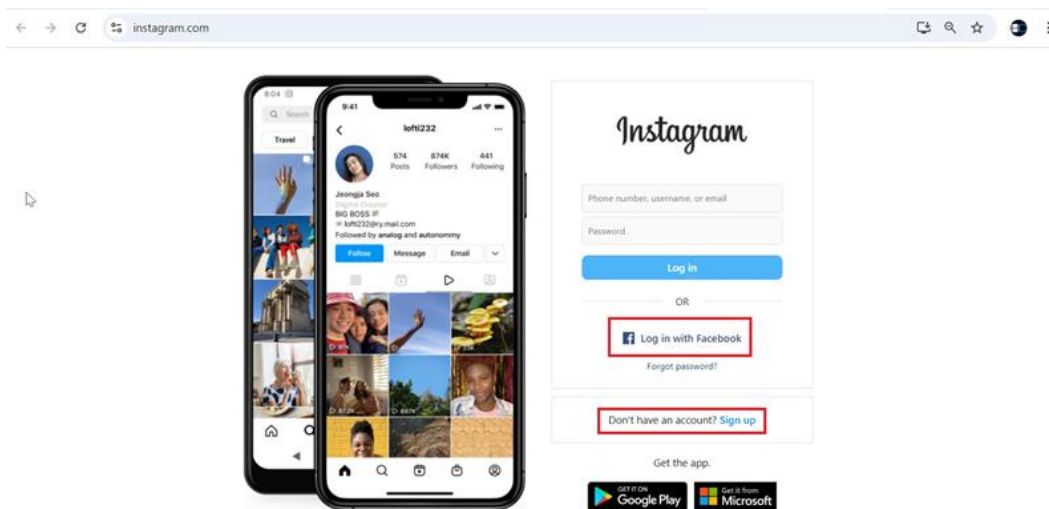 instagram.com
8:04
Search
Travel
9:41
lofti232
574 874K 441
Posts Followers Following
Jeongja Seo
Digital Creator
BIG BOSS
lofti232@ry.mail.com
Followed by analog and autonommy
Follow Message Email
Instagram
Phone number, username, or email
Password
Log in
OR
Log in with Facebook
Forgot password?
Don't have an account? Sign up
Get the app.
GET IT ON
Google Play
Get it from
Microsoft